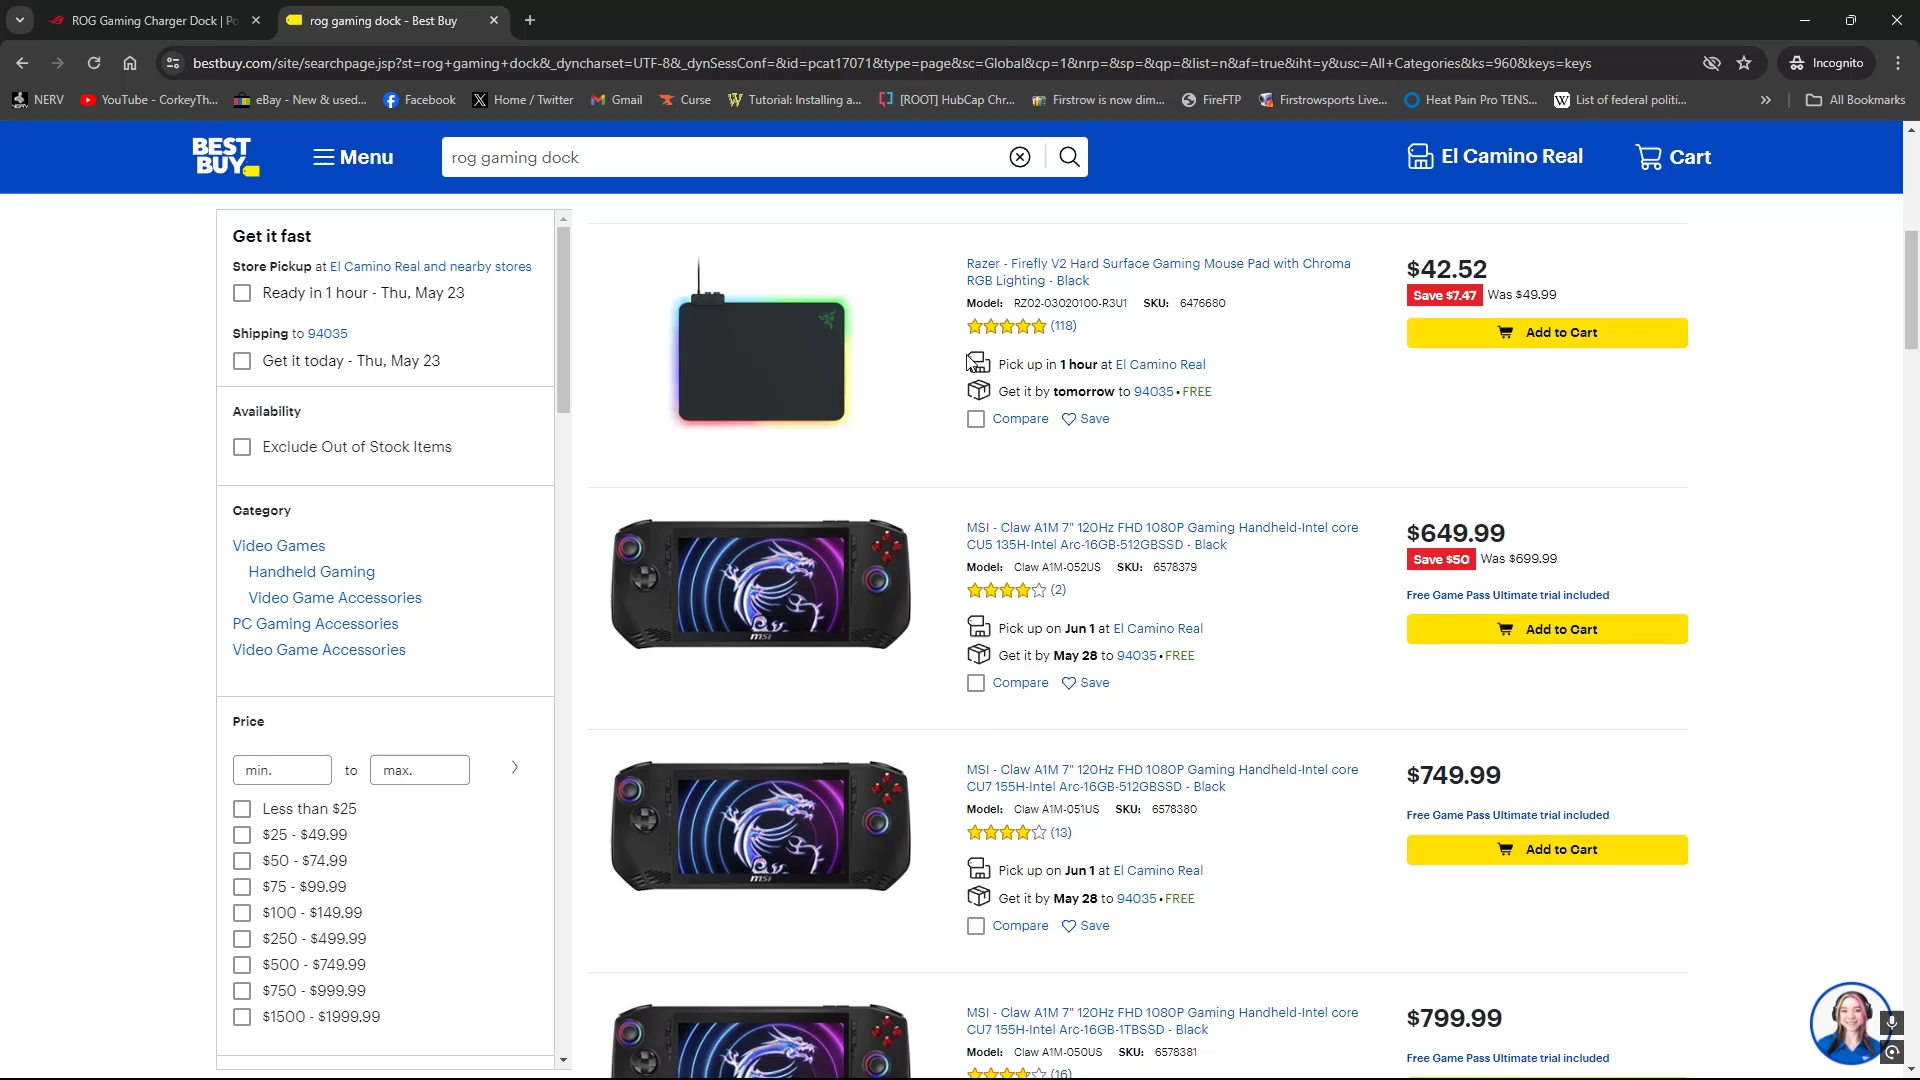 ROG Gaming Charger Dock | Po
rog gaming dock - Best Buy
bestbuy.com/site/searchpage.jsp?st=rog+gaming+dock&_dyncharset=UTF-8&_dynSessConf=&id=pcat17071&type=page&sc=Global&cp=1&nrp=&sp=&qp=&list=n&af=true&iht=y&usc=All+Categories&ks=960&keys=keys
Incognito
NERV
YouTube - CorkeyTh...
eBay - New & used...
Facebook
Home / Twitter
Gmail
Curse
Tutorial: Installing a...
[ROOT] HubCap Chr...
Firstrow is now dim...
FireFTP
Firstrowsports Live...
Heat Pain Pro TENS...
List of federal politi...
All Bookmarks
BEST BUY
Menu
rog gaming dock
El Camino Real
Cart
Get it fast
Store Pickup at El Camino Real and nearby stores
Ready in 1 hour - Thu, May 23
Shipping to 94035
Get it today - Thu, May 23
Availability
Exclude Out of Stock Items
Category
Video Games
Handheld Gaming
Video Game Accessories
PC Gaming Accessories
Video Game Accessories
Price
min.
to
max.
Less than $25
$25 - $49.99
$50 - $74.99
$75 - $99.99
$100 - $149.99
$250 - $499.99
$500 - $749.99
$750 - $999.99
$1500 - $1999.99
Razer - Firefly V2 Hard Surface Gaming Mouse Pad with Chroma
RGB Lighting - Black
Model: RZ02-03020100-R3U1 SKU: 6476680
(118)
Pick up in 1 hour at El Camino Real
Get it by tomorrow to 94035 • FREE
Compare
Save
$42.52
Save $7.47 Was $49.99
Add to Cart
MSI - Claw A1M 7" 120Hz FHD 1080P Gaming Handheld-Intel core
CU5 135H-Intel Arc-16GB-512GBSSD - Black
Model: Claw A1M-052US SKU: 6578379
(2)
Pick up on Jun 1 at El Camino Real
Get it by May 28 to 94035 • FREE
Compare
Save
$649.99
Save $50 Was $699.99
Free Game Pass Ultimate trial included
Add to Cart
msi
MSI - Claw A1M 7" 120Hz FHD 1080P Gaming Handheld-Intel core
CU7 155H-Intel Arc-16GB-512GBSSD - Black
Model: Claw A1M-051US SKU: 6578380
(13)
Pick up on Jun 1 at El Camino Real
Get it by May 28 to 94035 • FREE
Compare
Save
$749.99
Free Game Pass Ultimate trial included
Add to Cart
msi
MSI - Claw A1M 7" 120Hz FHD 1080P Gaming Handheld-Intel core
CU7 155H-Intel Arc-16GB-1TBSSD - Black
Model: Claw A1M-050US SKU: 6578381
(16)
$799.99
Free Game Pass Ultimate trial included